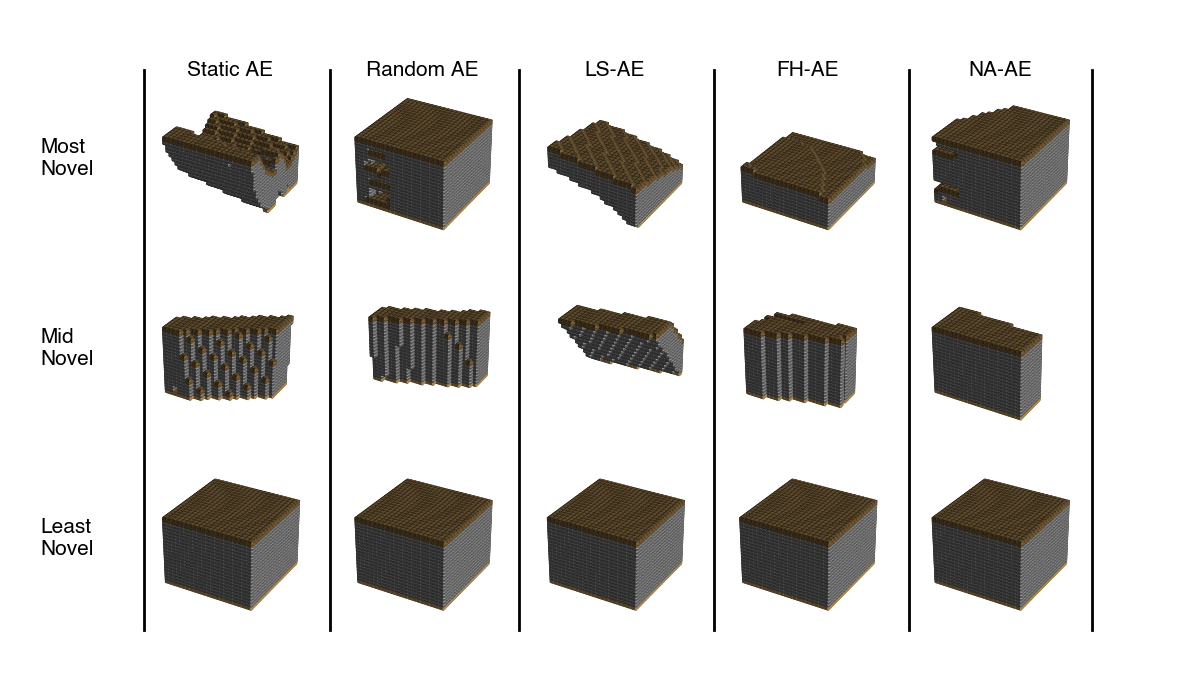 Static AE
Random AE
LS-AE
FH-AE
NA-AE
Most
Novel
Mid
Novel
Least
Novel